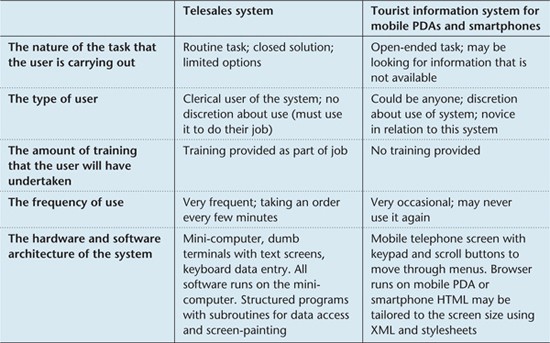 Telesales system
Tourist information system for
mobile PDAs and smartphones
The nature of the task that
the user is carrying out
Routine task; closed solution;
limited options
Open-ended task; may be
looking for information that is
not available
The type of user
Clerical user of the system; no
discretion about use (must use
it to do their job)
Could be anyone; discretion
about use of system; novice
in relation to this system
The amount of training
that the user will have
undertaken
Training provided as part of job
No training provided
The frequency of use
Very frequent; taking an order
every few minutes
Very occasional; may never
use it again
The hardware and software
architecture of the system
Mini-computer, dumb
terminals with text screens,
keyboard data entry. All
software runs on the mini-
computer. Structured programs
with subroutines for data access
and screen-painting
Mobile telephone screen with
keypad and scroll buttons to
move through menus. Browser
runs on mobile PDA or
smartphone HTML may be
tailored to the screen size using
XML and stylesheets